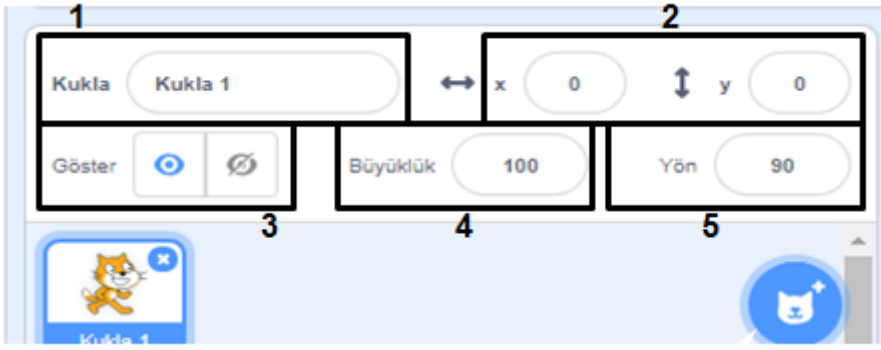 1 2
Kukla Kukla 1 x 0 y 0
Göster Büyüklük 100 Yön 90
3 4 5
Kukla 1